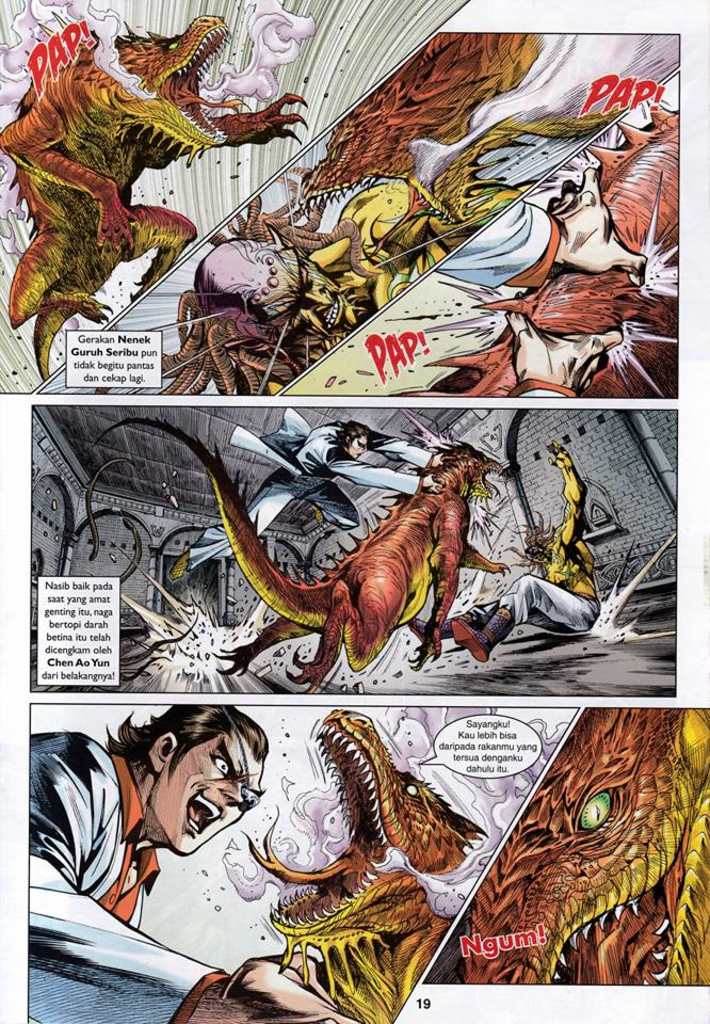 PAP!
PAP!
PAP!
Gerakan Nenek
Guruh Seribu pun
tidak begitu pantas
dan cekap lagi.
Nasib baik pada
saat yang amat
genting itu, naga
bertopi darah
betina itu telah
dicengkam oleh
Chen Ao Yun
dari belakangnya!
Sayangku!
Kau lebih bisa
daripada rakanmu yang
tersua denganku
dahulu itu.
Ngum!
19